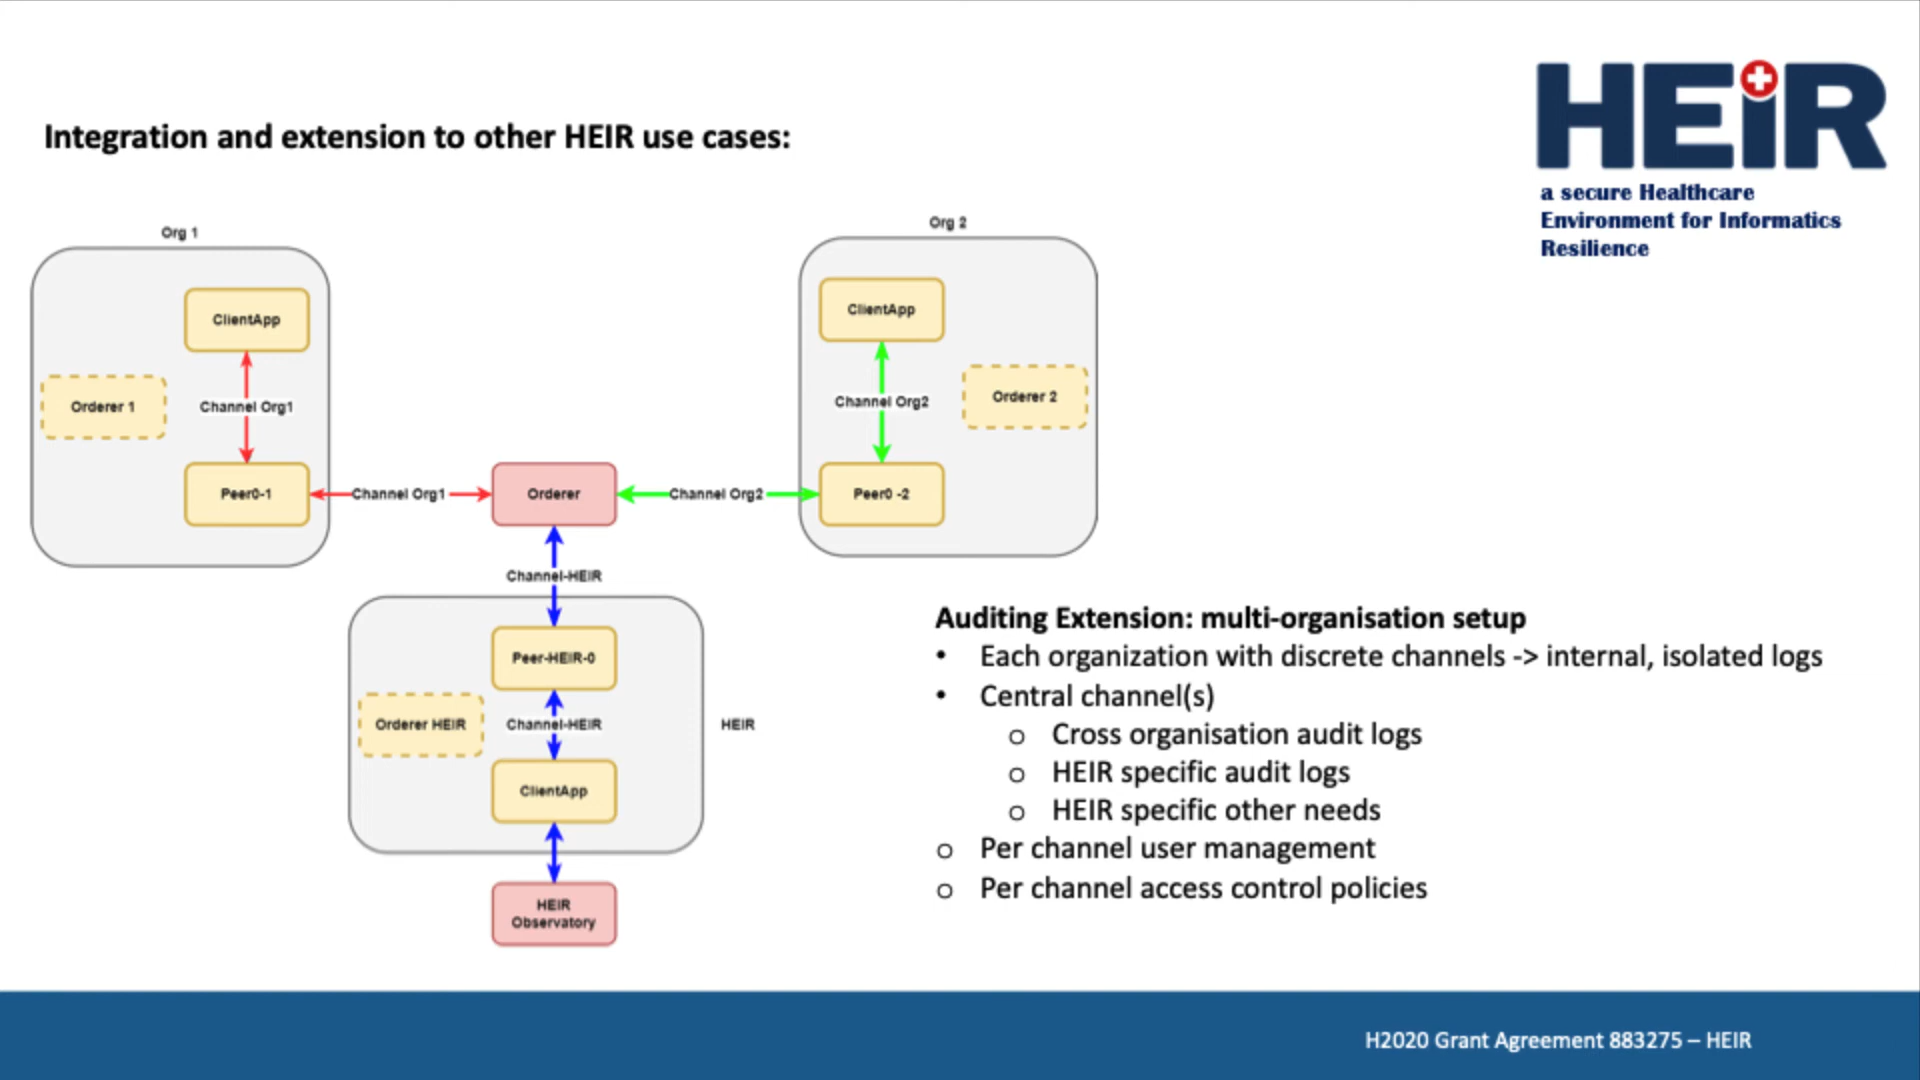 HEiR
a secure Healthcare
Environment for Informatics
Resilience
Integration and extension to other HEIR use cases:
Org 1
ClientApp
Orderer 1
Channel Org1
Peer0-1
Channel Org1
Orderer
Channel Org2
Org 2
ClientApp
Channel Org2
Orderer 2
Peer0 -2
Channel-HEIR
Peer-HEIR-0
Orderer HEIR
Channel-HEIR
HEIR
ClientApp
HEIR
Observatory
Auditing Extension: multi-organisation setup
• Each organization with discrete channels -> internal, isolated logs
• Central channel(s)
o Cross organisation audit logs
o HEIR specific audit logs
o HEIR specific other needs
o Per channel user management
o Per channel access control policies
H2020 Grant Agreement 883275 – HEIR